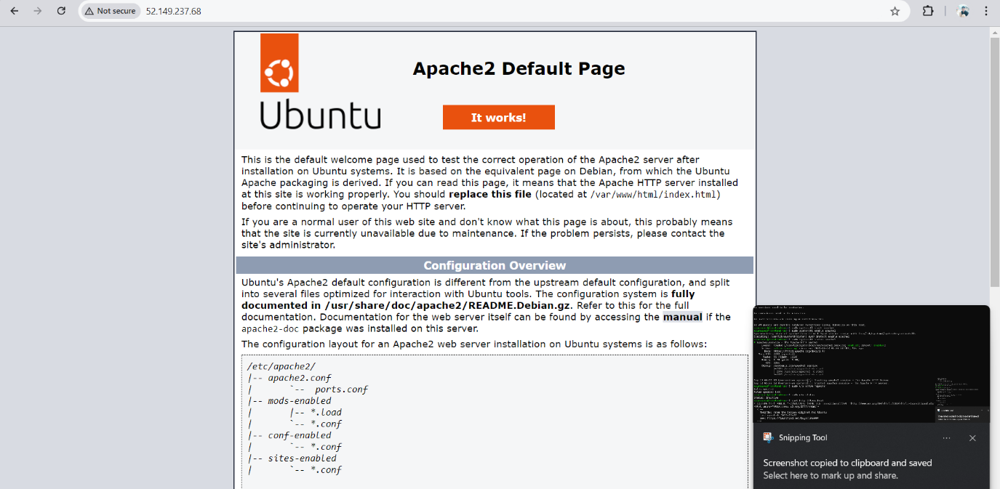 Not secure
52.149.237.68
Apache2 Default Page
Ubuntu
It works!
This is the default welcome page used to test the correct operation of the Apache2 server after
installation on Ubuntu systems. It is based on the equivalent page on Debian, from which the Ubuntu
Apache packaging is derived. If you can read this page, it means that the Apache HTTP server installed
at this site is working properly. You should replace this file (located at /var/www/html/index.html)
before continuing to operate your HTTP server.
If you are a normal user of this web site and don't know what this page is about, this probably means
that the site is currently unavailable due to maintenance. If the problem persists, please contact the
site's administrator.
Configuration Overview
Ubuntu's Apache2 default configuration is different from the upstream default configuration, and split
into several files optimized for interaction with Ubuntu tools. The configuration system is fully
documented in /usr/share/doc/apache2/README.Debian.gz. Refer to this for the full
documentation. Documentation for the web server itself can be found by accessing the manual if the
apache2-doc package was installed on this server.
The configuration layout for an Apache2 web server installation on Ubuntu systems is as follows:
/etc/apache2/
|-- apache2.conf
|       `--  ports.conf
|-- mods-enabled
|       |-- *.load
|       `-- *.conf
|-- conf-enabled
|       `-- *.conf
|-- sites-enabled
|       `-- *.conf
Snipping Tool
Screenshot copied to clipboard and saved
Select here to mark up and share.